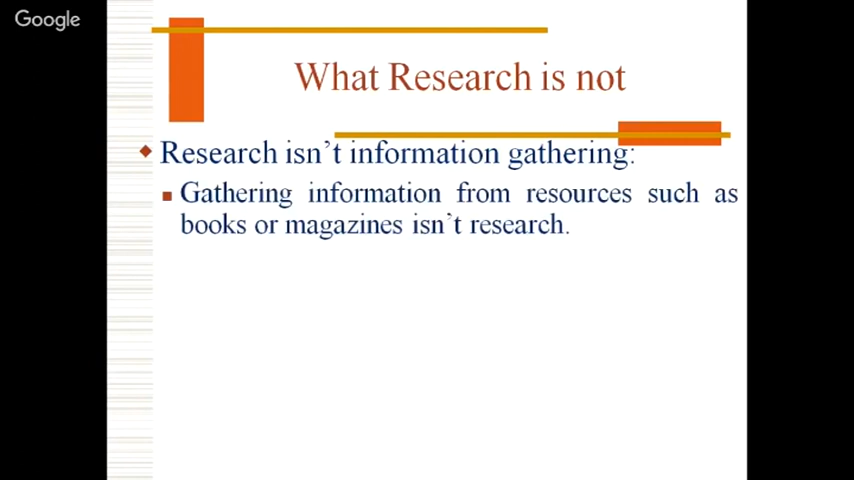 Google
What Research is not
Research isn't information gathering:
Gathering information from resources such as
books or magazines isn't research.